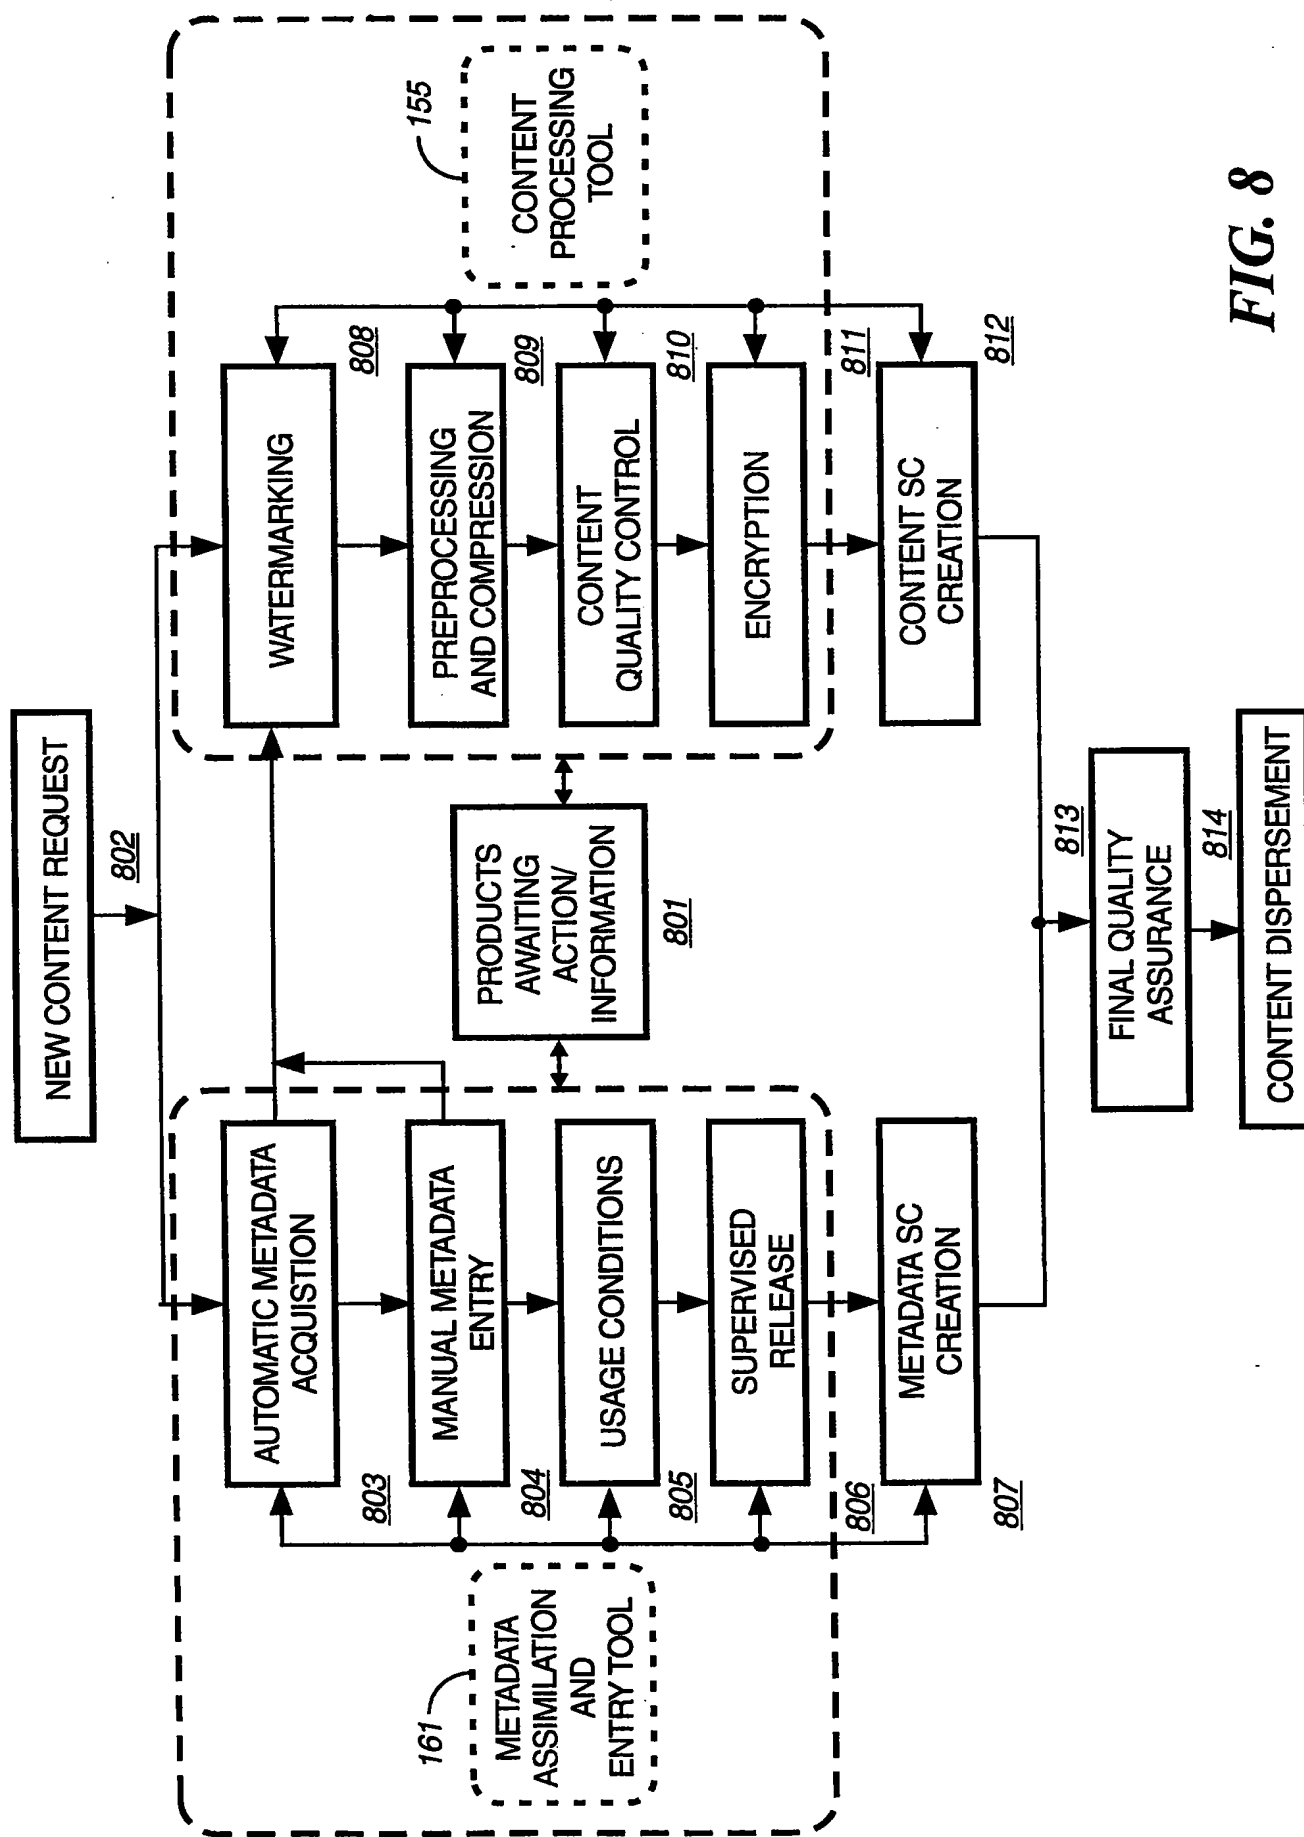 NEW CONTENT REQUEST
802
AUTOMATIC METADATA
ACQUISTION
803
MANUAL METADATA
ENTRY
804
USAGE CONDITIONS
805
SUPERVISED
RELEASE
806
METADATA SC
CREATION
807
161
METADATA
ASSIMILATION
AND
ENTRY TOOL
PRODUCTS
AWAITING
ACTION/
INFORMATION
801
WATERMARKING
808
PREPROCESSING
AND COMPRESSION
809
CONTENT
QUALITY CONTROL
810
ENCRYPTION
811
CONTENT SC
CREATION
812
155
CONTENT
PROCESSING
TOOL
813
FINAL QUALITY
ASSURANCE
814
CONTENT DISPERSEMENT
FIG. 8